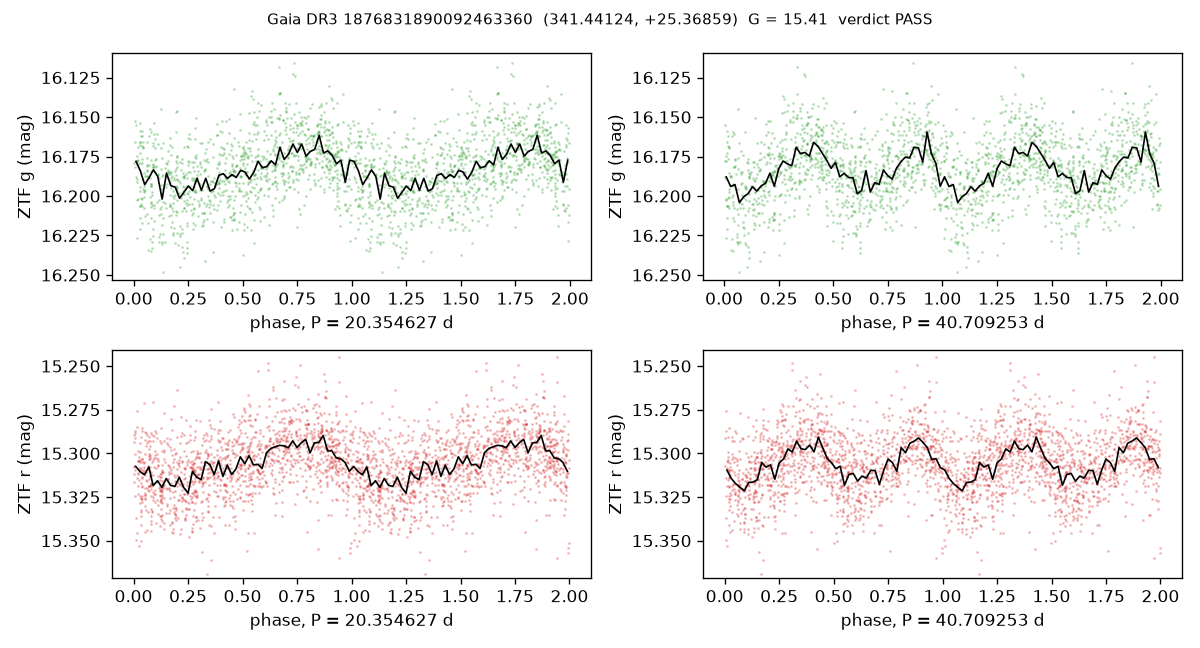 Gaia DR3 1876831890092463360 (341.44124, +25.36859) G = 15.41 verdict PASS
ZTF g (mag)
16.125
16.150
16.175
16.200
16.225
16.250
0.00 0.25 0.50 0.75 1.00 1.25 1.50 1.75 2.00
phase, P = 20.354627 d
ZTF g (mag)
16.125
16.150
16.175
16.200
16.225
16.250
0.00 0.25 0.50 0.75 1.00 1.25 1.50 1.75 2.00
phase, P = 40.709253 d
ZTF r (mag)
15.250
15.275
15.300
15.325
15.350
0.00 0.25 0.50 0.75 1.00 1.25 1.50 1.75 2.00
phase, P = 20.354627 d
ZTF r (mag)
15.250
15.275
15.300
15.325
15.350
0.00 0.25 0.50 0.75 1.00 1.25 1.50 1.75 2.00
phase, P = 40.709253 d